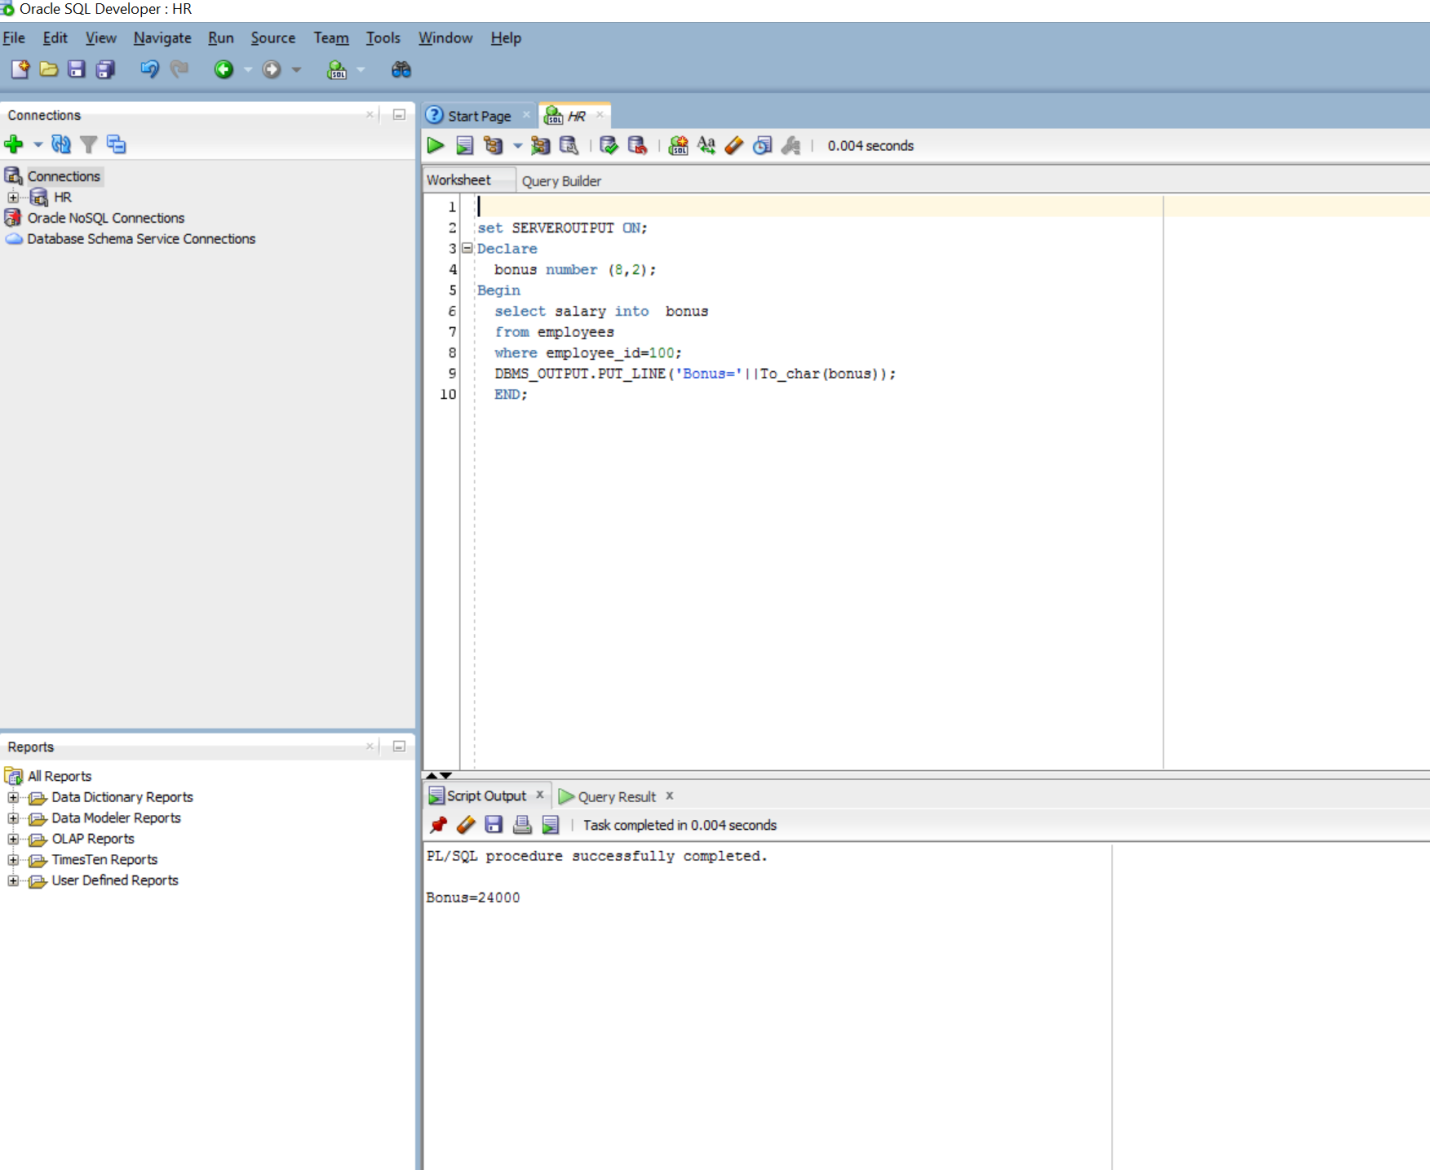 Oracle SQL Developer : HR
File Edit View Navigate Run Source Team Tools Window Help
Connections
Connections
HR
Oracle NoSQL Connections
Database Schema Service Connections
Start Page HR
0.004 seconds
Worksheet Query Builder
1
2 set SERVEROUTPUT ON;
3 Declare
4 bonus number (8,2);
5 Begin
6 select salary into  bonus
7 from employees
8 where employee_id=100;
9 DBMS_OUTPUT.PUT_LINE('Bonus='||To_char(bonus));
10 END;
Reports
All Reports
Data Dictionary Reports
Data Modeler Reports
OLAP Reports
TimesTen Reports
User Defined Reports
Script Output x Query Result x
Task completed in 0.004 seconds
PL/SQL procedure successfully completed.
Bonus=24000